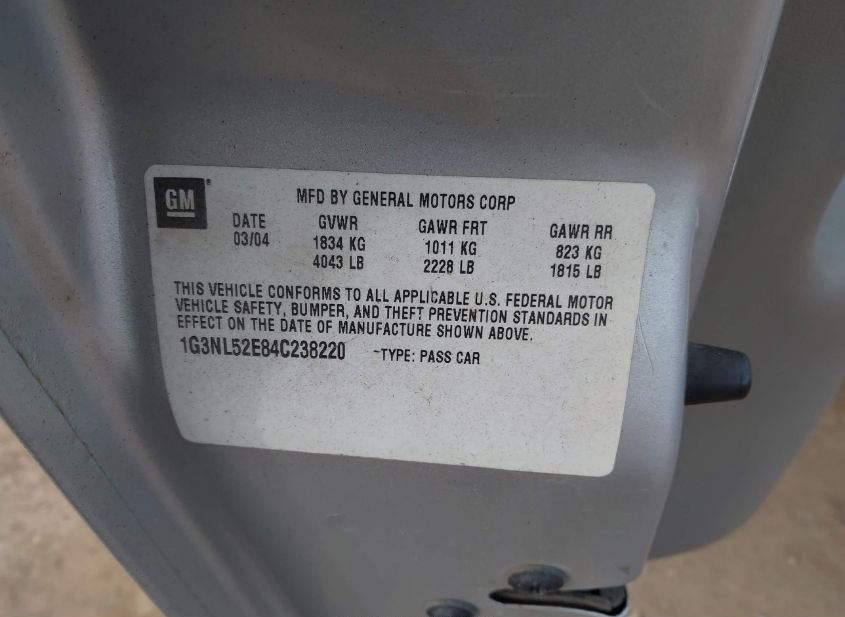 GM
MFD BY GENERAL MOTORS CORP
DATE GVWR GAWR FRT GAWR RR
03/04 1834 KG 1011 KG 823 KG
4043 LB 2228 LB 1815 LB
THIS VEHICLE CONFORMS TO ALL APPLICABLE U.S. FEDERAL MOTOR
VEHICLE SAFETY, BUMPER, AND THEFT PREVENTION STANDARDS IN
EFFECT ON THE DATE OF MANUFACTURE SHOWN ABOVE.
1G3NL52E84C238220 TYPE: PASS CAR